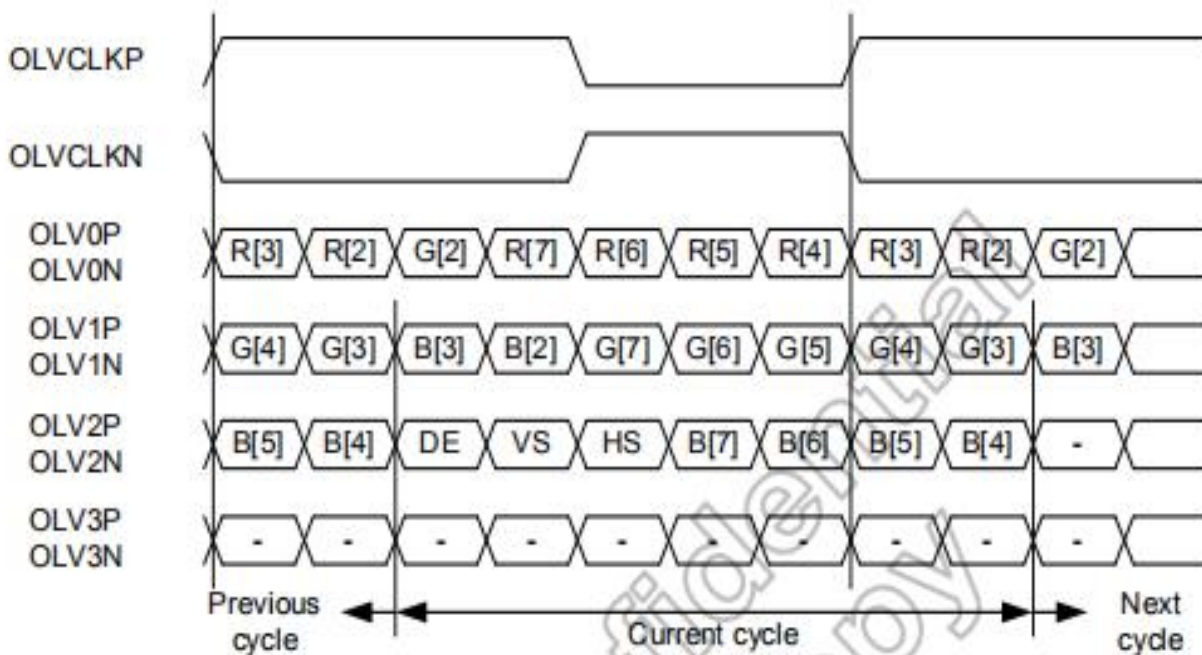 OLVCLKP
OLVCLKN
OLV0P
OLV0N
R[3] R[2] G[2] R[7] R[6] R[5] R[4] R[3] R[2] G[2]
OLV1P
OLV1N
G[4] G[3] B[3] B[2] G[7] G[6] G[5] G[4] G[3] B[3]
OLV2P
OLV2N
B[5] B[4] DE VS HS B[7] B[6] B[5] B[4] -
OLV3P
OLV3N
- - - - - - - - - -
Previous
cycle
Current cycle
Next
cycle